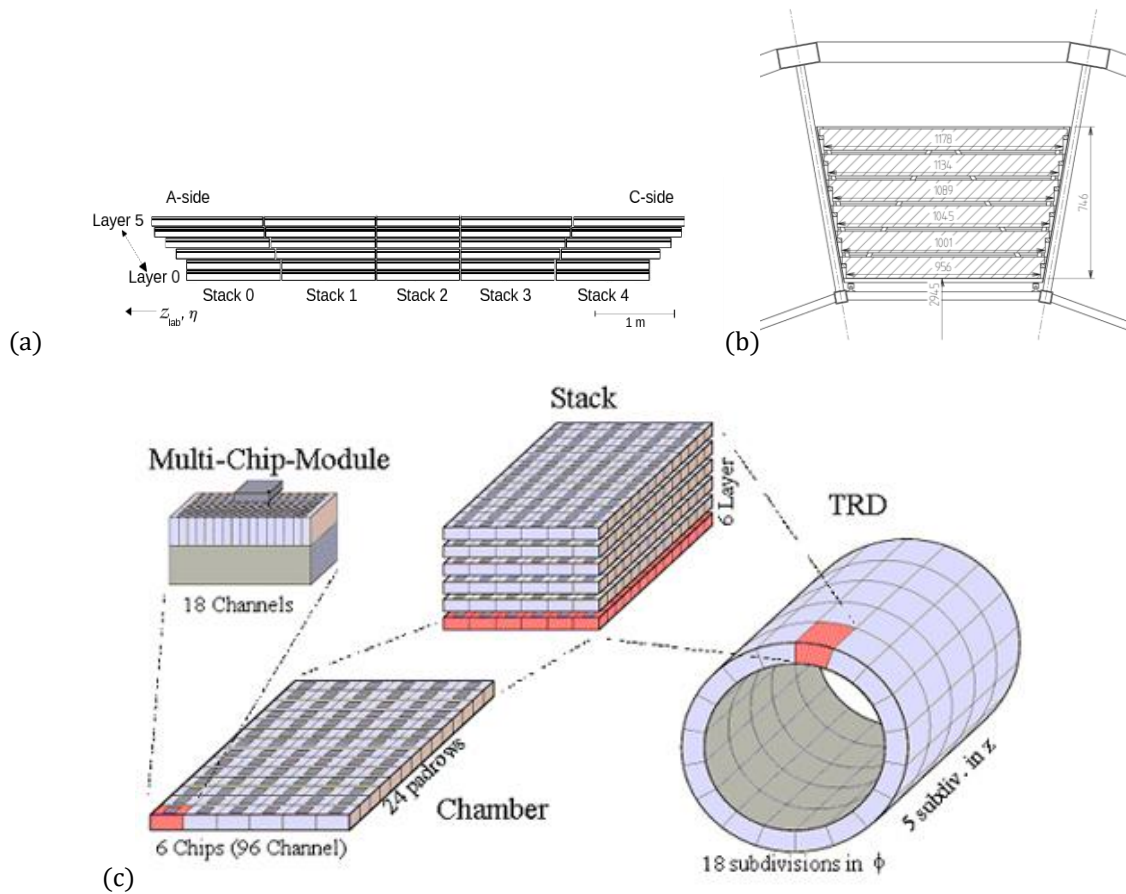 A-side
C-side
Layer 5
Layer 0
Stack 0
Stack 1
Stack 2
Stack 3
Stack 4
z_lab, η
1 m
(a)
1178
1134
1089
1045
1001
956
746
2945
(b)
Stack
Multi-Chip-Module
6 Layer
TRD
18 Channels
24 padrows
Chamber
6 Chips (96 Channel)
5 subdiv. in z
18 subdivisions in ϕ
(c)